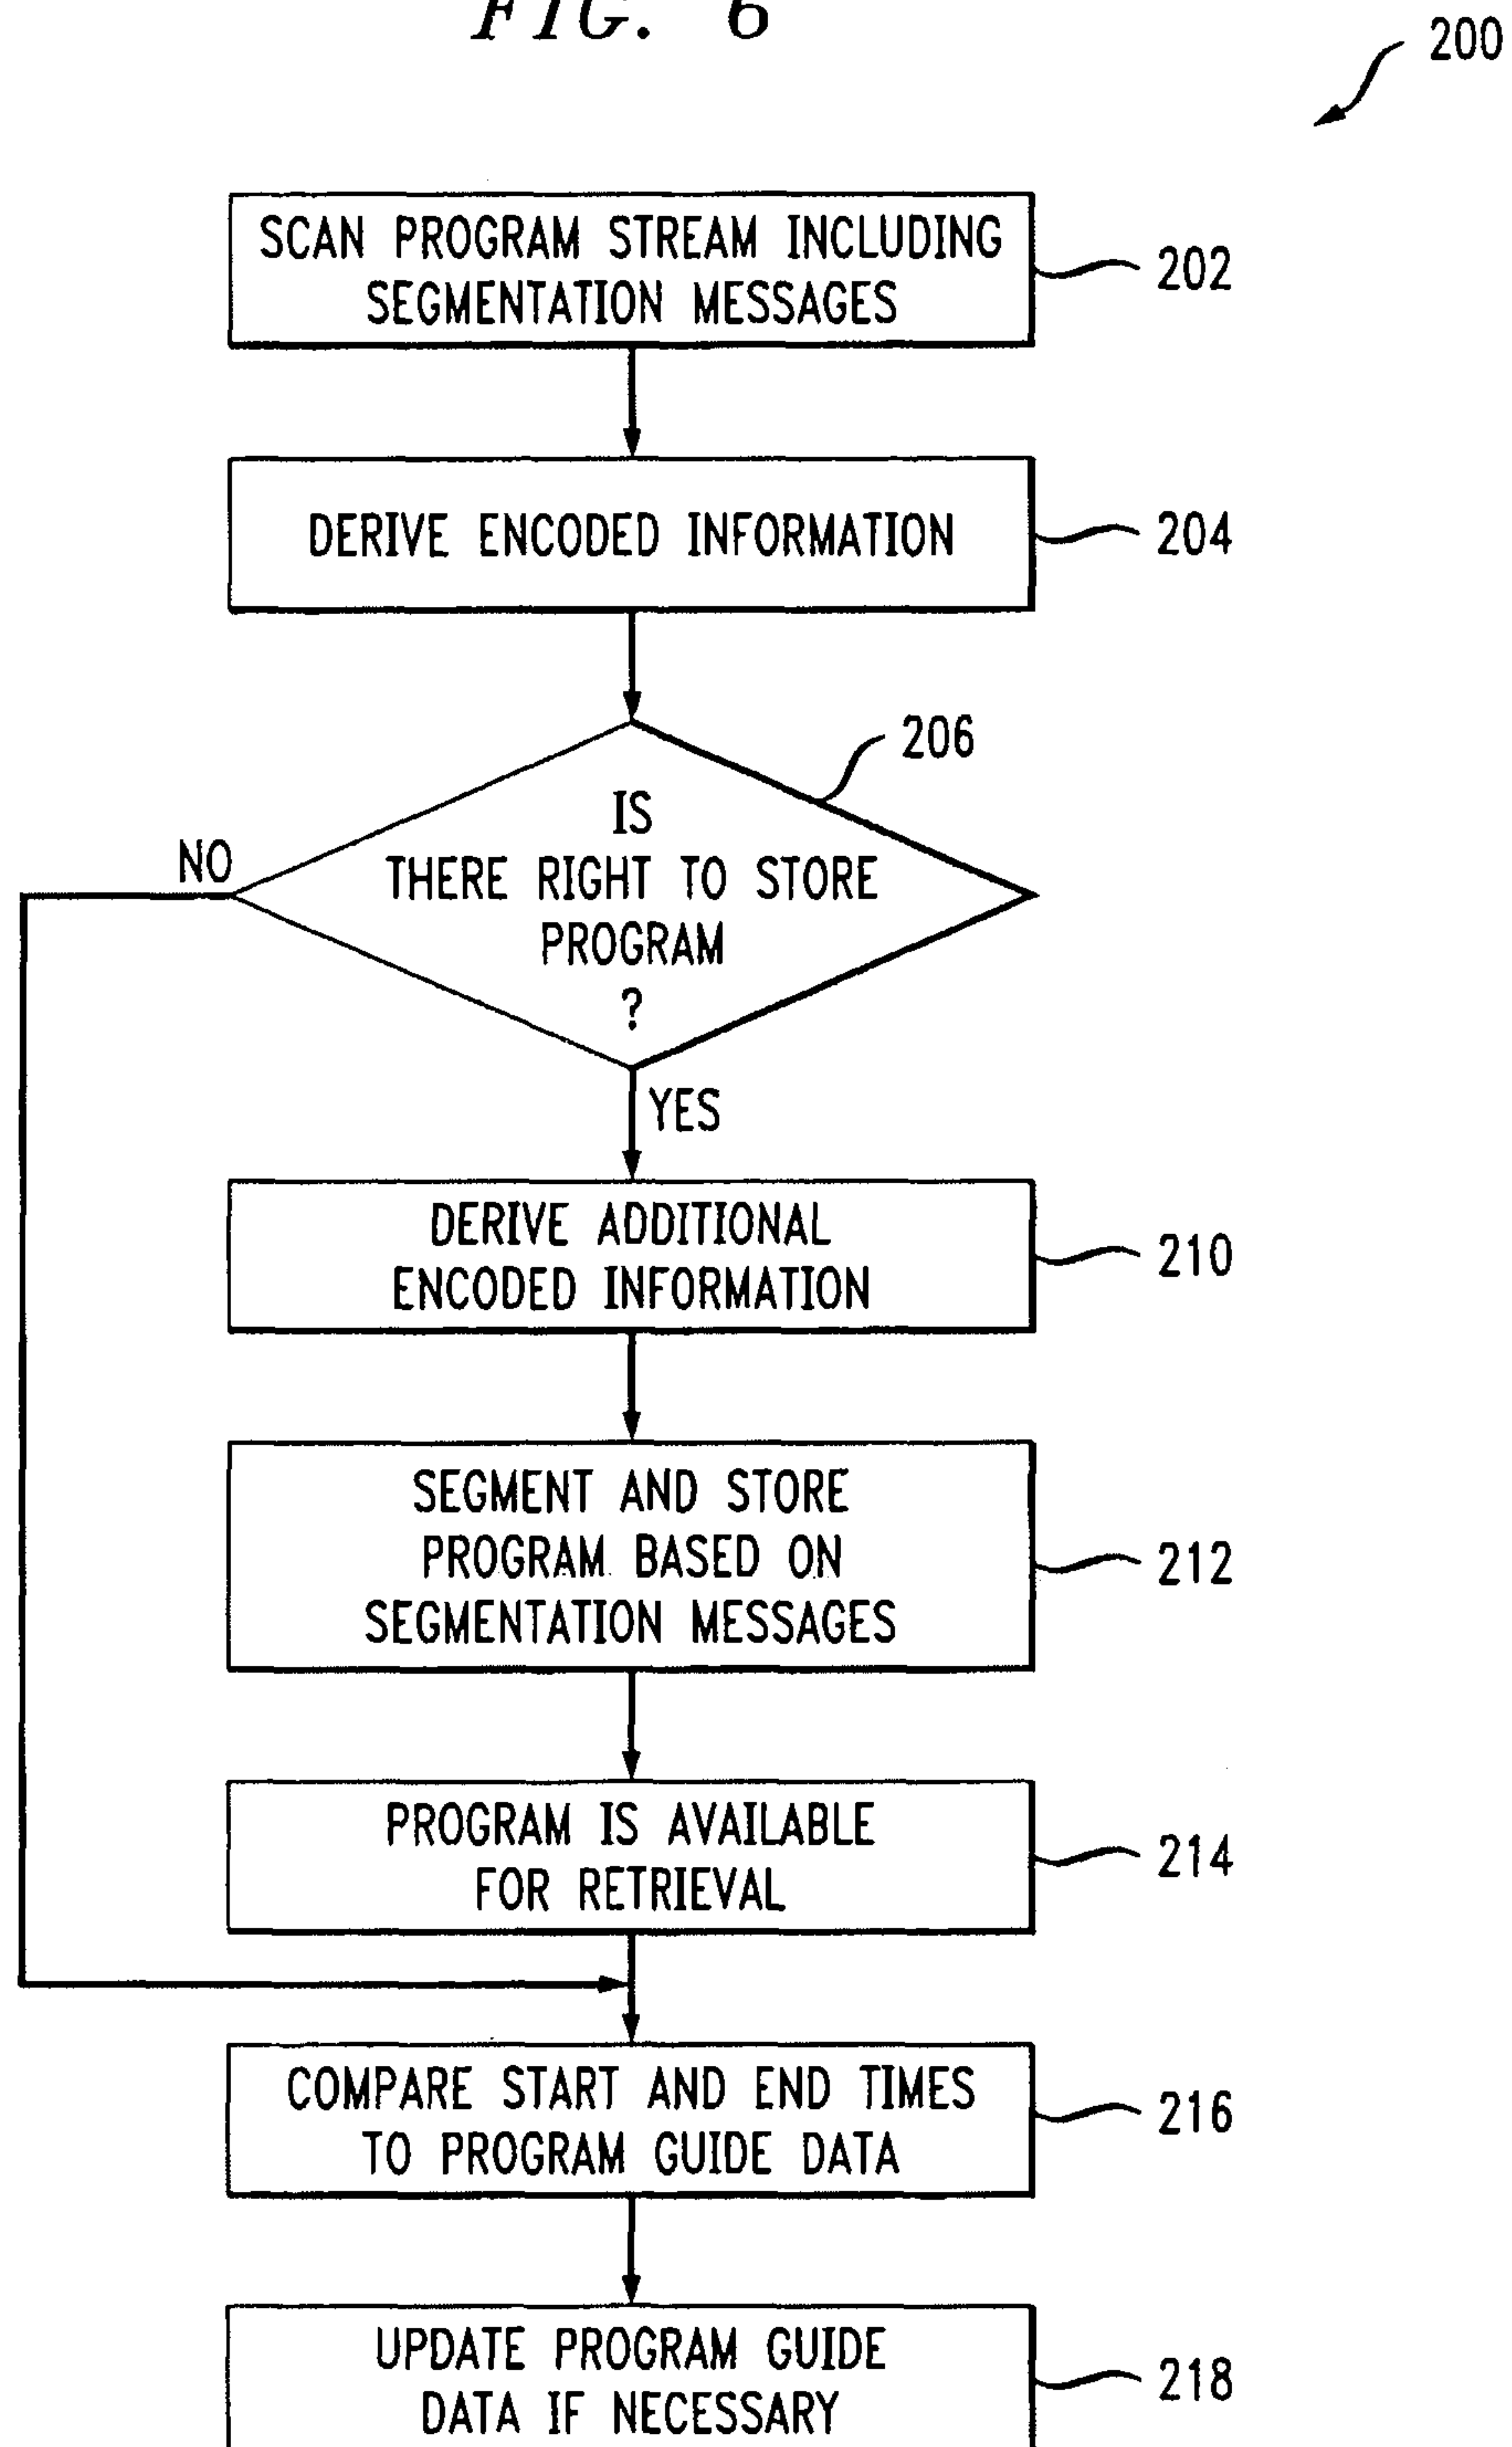 FIG. 6
200
SCAN PROGRAM STREAM INCLUDING
SEGMENTATION MESSAGES
202
DERIVE ENCODED INFORMATION
204
206
IS
THERE RIGHT TO STORE
PROGRAM
?
NO
YES
DERIVE ADDITIONAL
ENCODED INFORMATION
210
SEGMENT AND STORE
PROGRAM BASED ON
SEGMENTATION MESSAGES
212
PROGRAM IS AVAILABLE
FOR RETRIEVAL
214
COMPARE START AND END TIMES
TO PROGRAM GUIDE DATA
216
UPDATE PROGRAM GUIDE
DATA IF NECESSARY
218